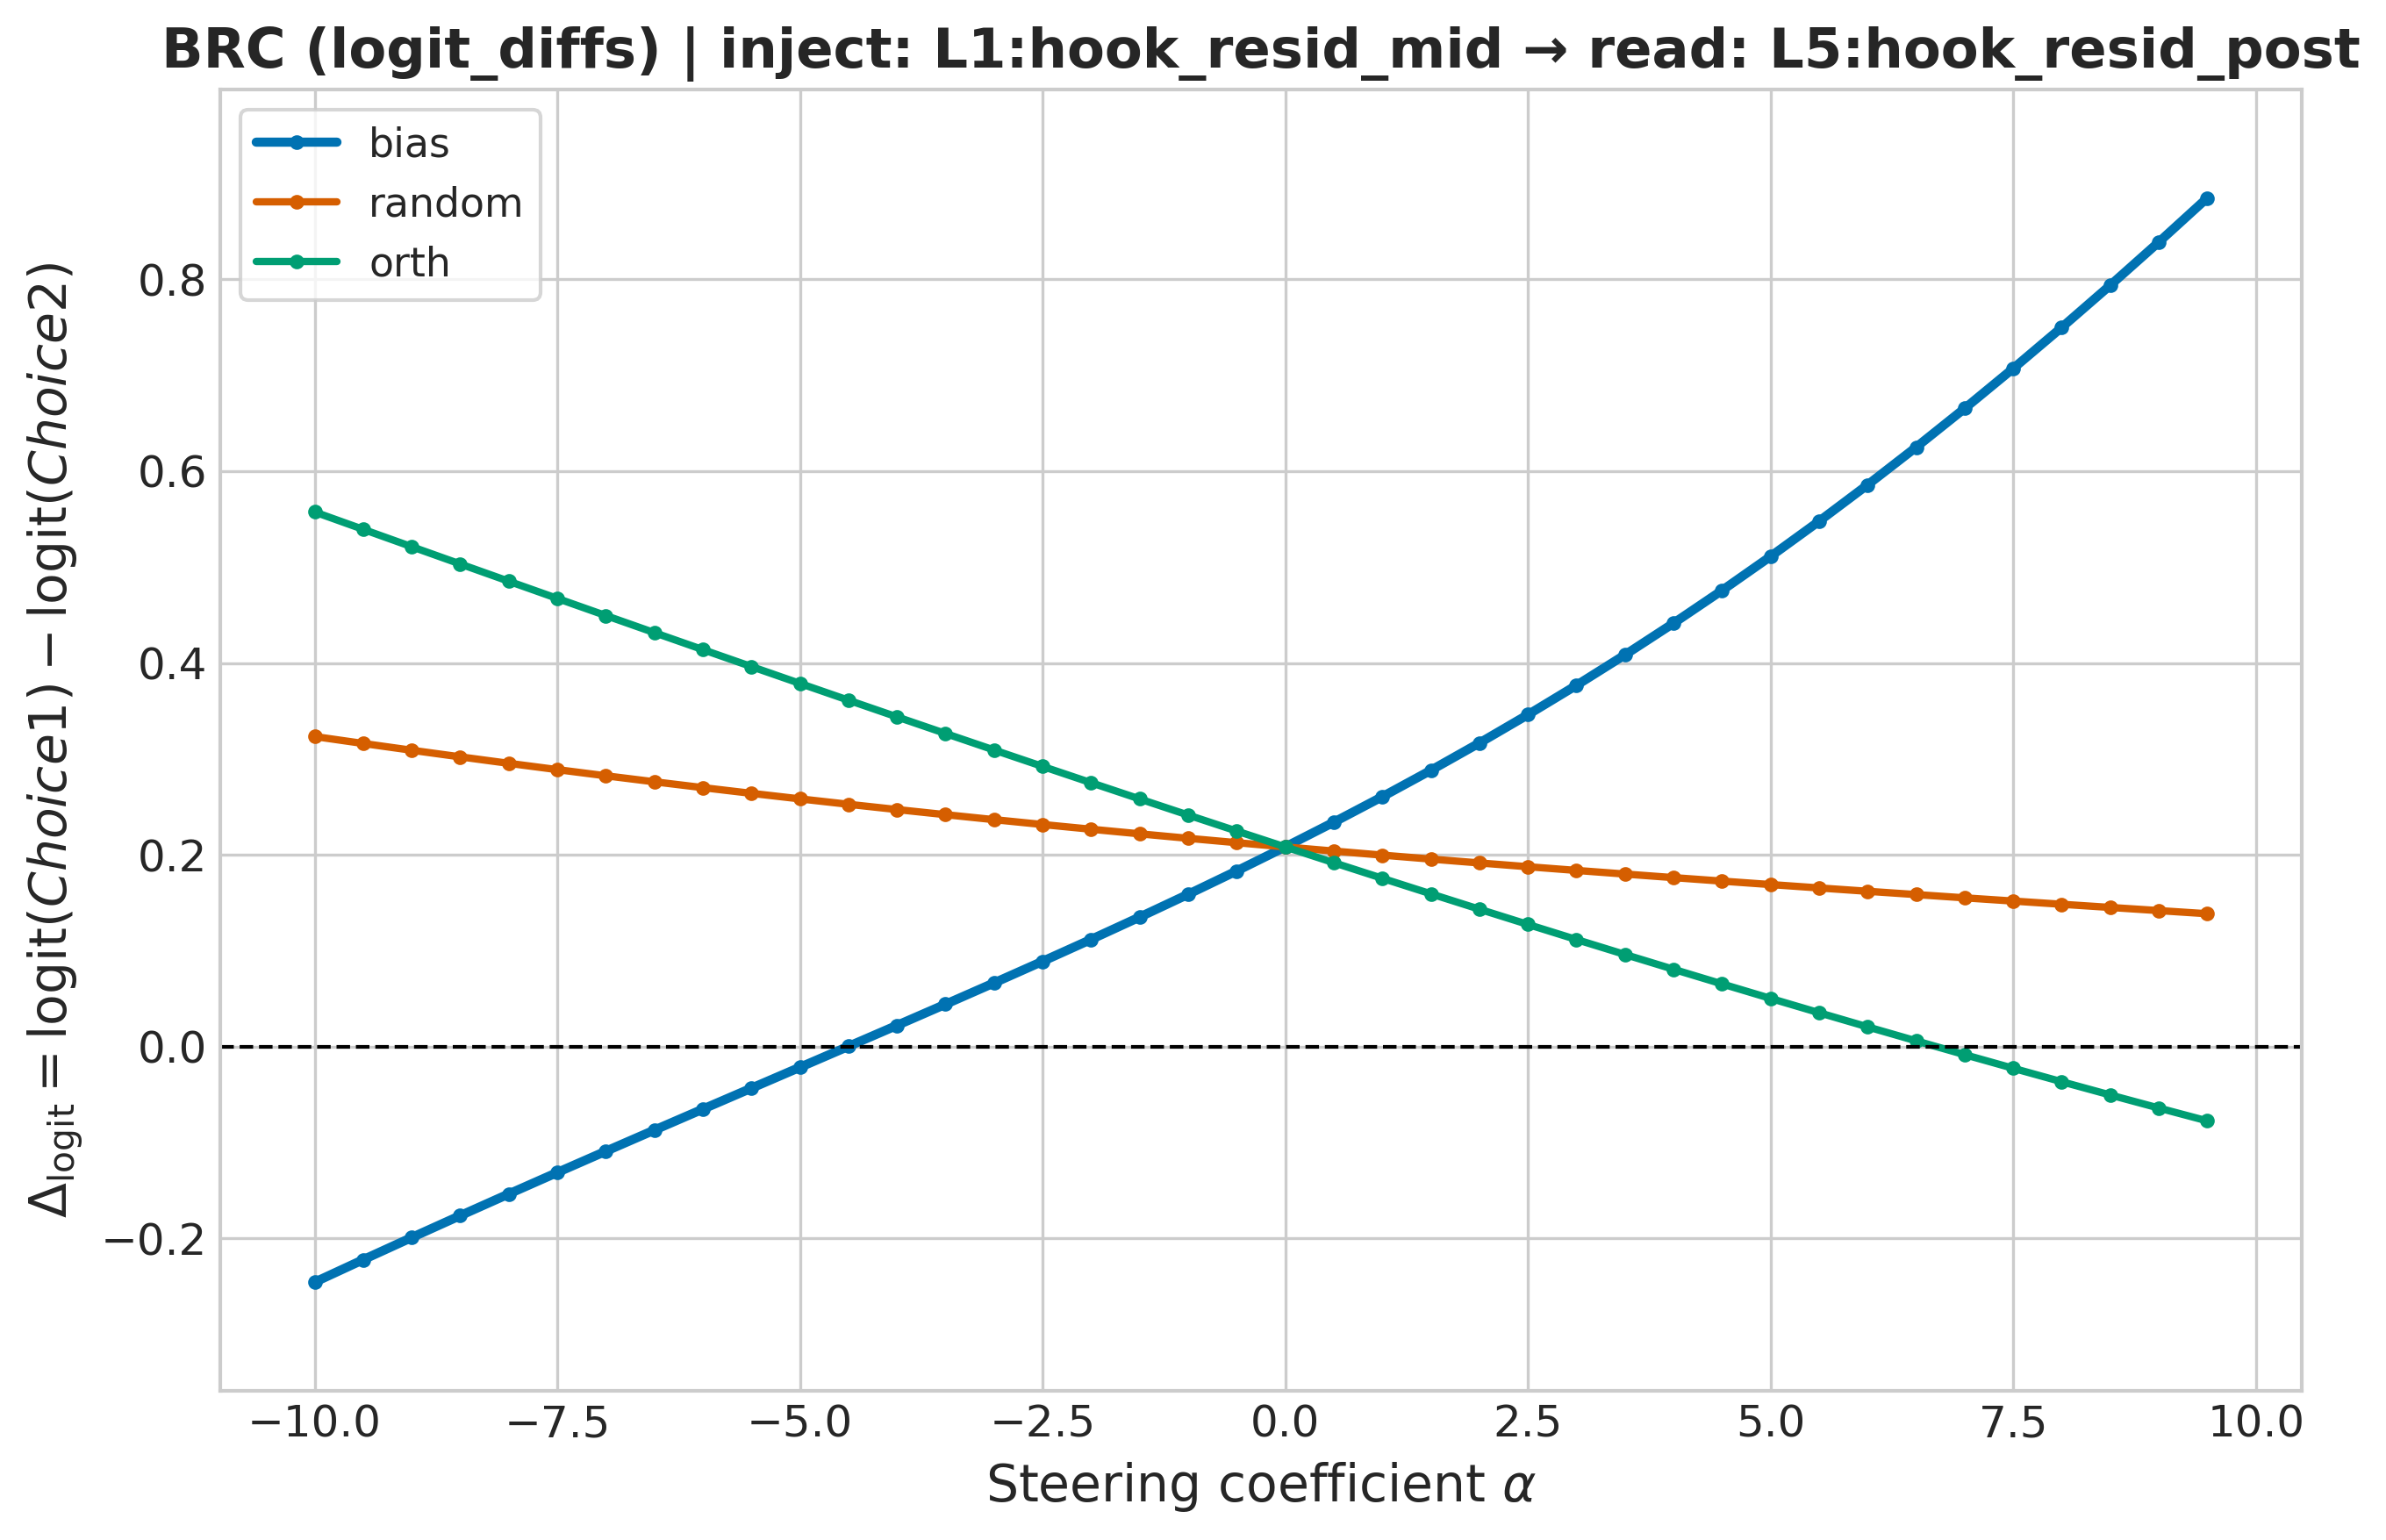 BRC (logit_diffs) | inject: L1:hook_resid_mid → read: L5:hook_resid_post
bias
random
orth
Δlogit = logit(Choice1) − logit(Choice2)
0.8
0.6
0.4
0.2
0.0
−0.2
−10.0 −7.5 −5.0 −2.5 0.0 2.5 5.0 7.5 10.0
Steering coefficient α